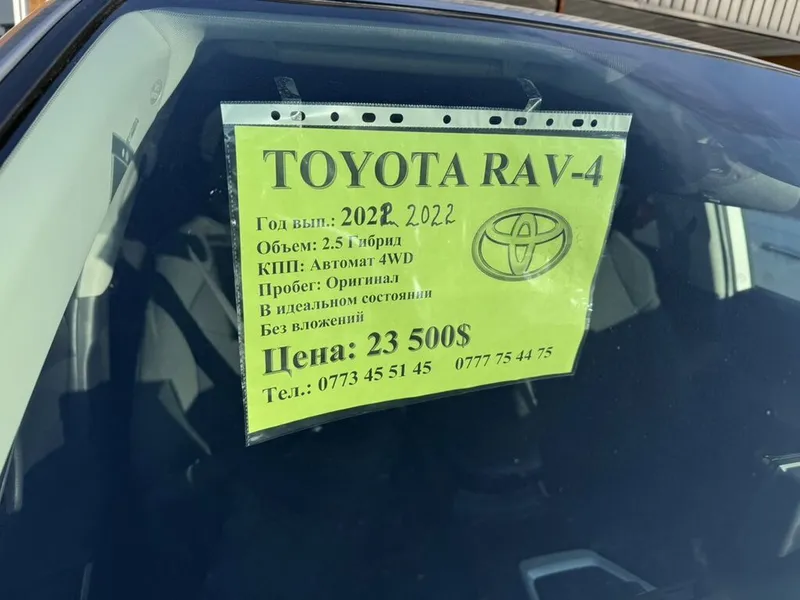 TOYOTA RAV-4
Год вып.: 2022 2022
Объем: 2.5 Гибрид
КПП: Автомат 4WD
Пробег: Оригинал
В идеальном состоянии
Без вложений
Цена: 23 500$
Тел.: 0773 45 51 45 0777 75 44 75